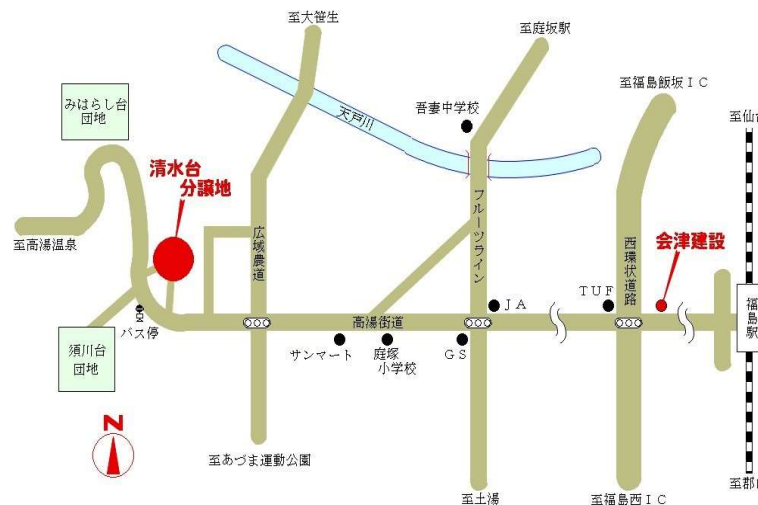 至大笹生
至庭坂駅
至福島飯坂ＩＣ
至仙台
みはらし台
団地
天戸川
吾妻中学校
清水台
分譲地
至高湯温泉
広域農道
フルーツライン
西環状道路
会津建設
ＴＵＦ
ＪＡ
福島駅
バス停
高湯街道
須川台
団地
サンマート
庭塚
小学校
ＧＳ
N
至あづま運動公園
至土湯
至福島西ＩＣ
至郡山